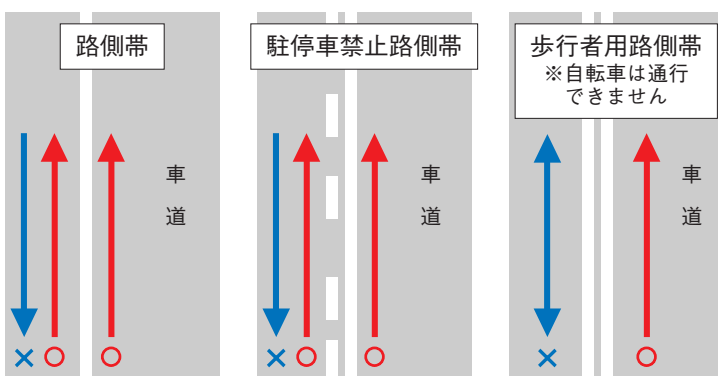 路側帯
駐停車禁止路側帯
歩行者用路側帯
※自転車は通行
できません
車道
車道
車道
×○ ○
×○ ○
× ○